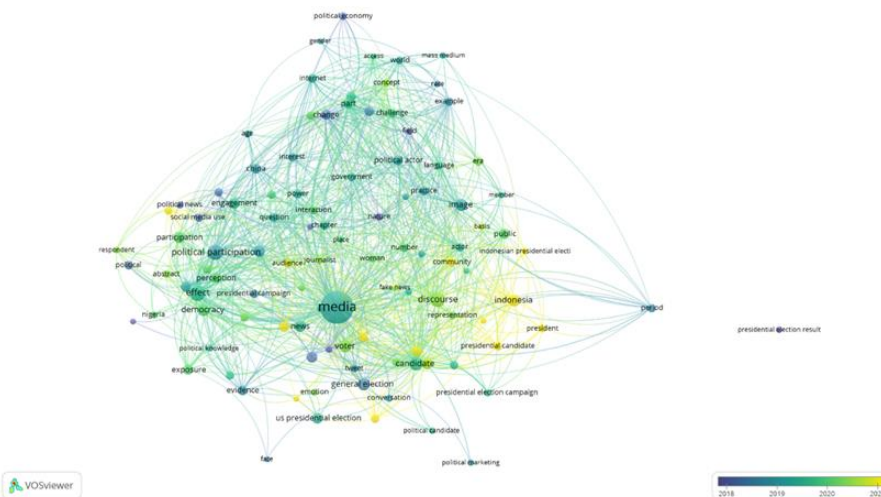 political economy
gender
access
world
mass medium
internet
concept
rate
part
example
change
challenge
field
age
interest
political actor
china
language
era
government
practice
power
member
political news
engagement
image
interaction
social media use
question
nature
chapter
basis
public
participation
place
number
actor
respondent
political participation
woman
indonesian presidential electi
political
audience
journalist
community
abstract
perception
effect
presidential campaign
fake news
discourse
indonesia
media
period
democracy
nigeria
representation
news
president
presidential election result
political knowledge
voter
presidential candidate
candidate
exposure
tweet
general election
evidence
emotion
conversation
presidential election campaign
us presidential election
political candidate
face
political marketing
VOSviewer
2018 2019 2020